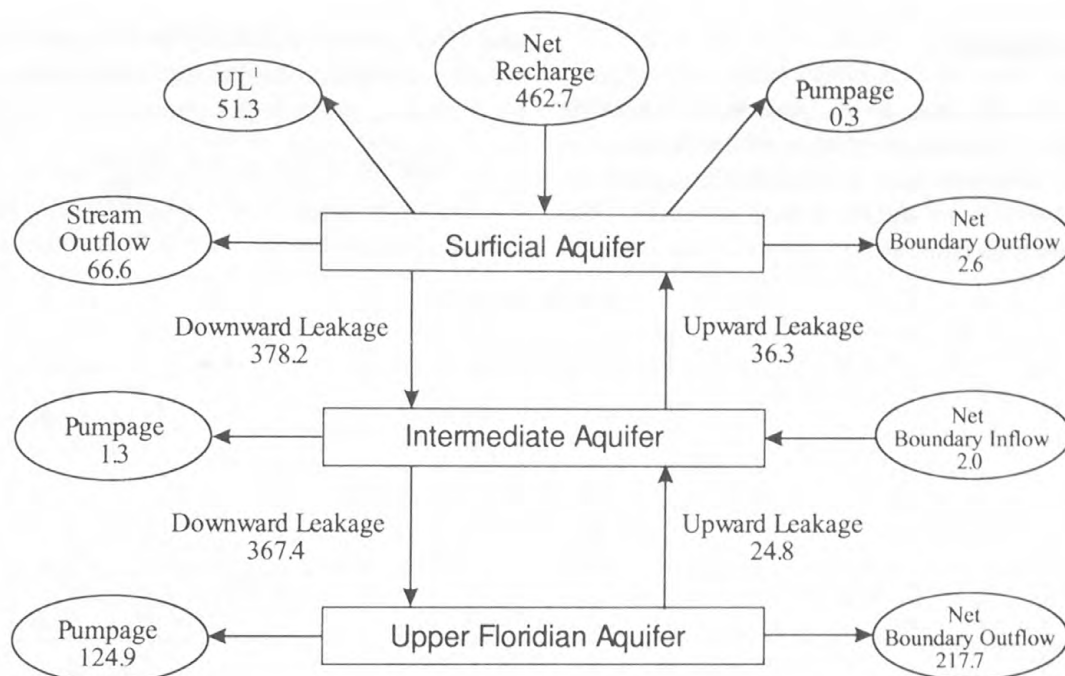 Net
Recharge
462.7
UL¹
51.3
Pumpage
0.3
Stream
Outflow
66.6
Surficial Aquifer
Net
Boundary Outflow
2.6
Downward Leakage
378.2
Upward Leakage
36.3
Pumpage
1.3
Intermediate Aquifer
Net
Boundary Inflow
2.0
Downward Leakage
367.4
Upward Leakage
24.8
Pumpage
124.9
Upper Floridian Aquifer
Net
Boundary Outflow
217.7